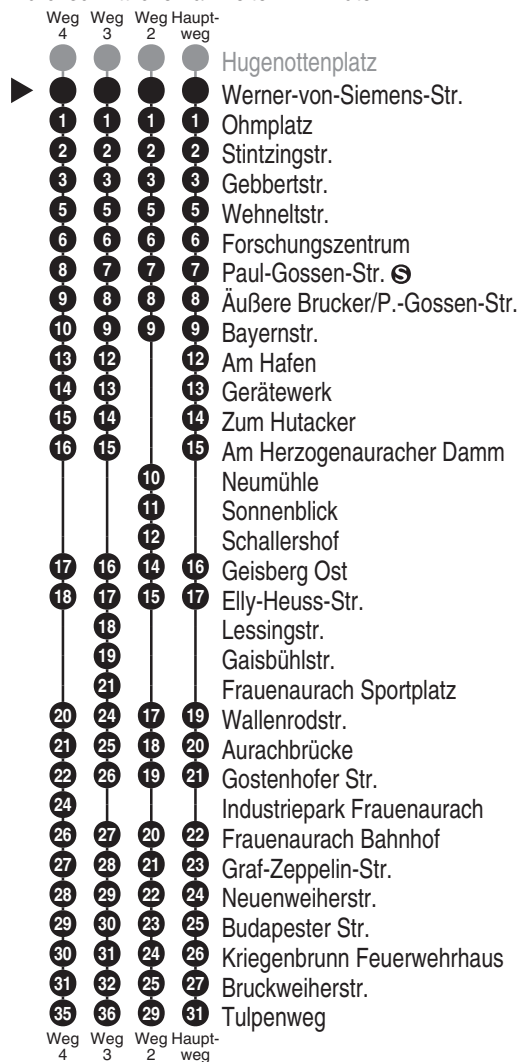 Weg Weg Weg Haupt-
4 3 2 weg
Hugenottenplatz
Werner-von-Siemens-Str.
1 1 1 1 Ohmplatz
2 2 2 2 Stintzingstr.
3 3 3 3 Gebbertstr.
5 5 5 5 Wehneltstr.
6 6 6 6 Forschungszentrum
8 7 7 7 Paul-Gossen-Str. S
9 8 8 8 Äußere Brucker/P.-Gossen-Str.
10 9 9 9 Bayernstr.
13 12 12 Am Hafen
14 13 13 Gerätewerk
15 14 14 Zum Hutacker
16 15 15 Am Herzogenauracher Damm
10 Neumühle
11 Sonnenblick
12 Schallershof
17 16 14 16 Geisberg Ost
18 17 15 17 Elly-Heuss-Str.
18 Lessingstr.
19 Gaisbühlstr.
21 Frauenaurach Sportplatz
20 24 17 19 Wallenrodstr.
21 25 18 20 Aurachbrücke
22 26 19 21 Gostenhofer Str.
24 Industriepark Frauenaurach
26 27 20 22 Frauenaurach Bahnhof
27 28 21 23 Graf-Zeppelin-Str.
28 29 22 24 Neuenweiherstr.
29 30 23 25 Budapester Str.
30 31 24 26 Kriegenbrunn Feuerwehrhaus
31 32 25 27 Bruckweiherstr.
35 36 29 31 Tulpenweg
Weg Weg Weg Haupt-
4 3 2 weg